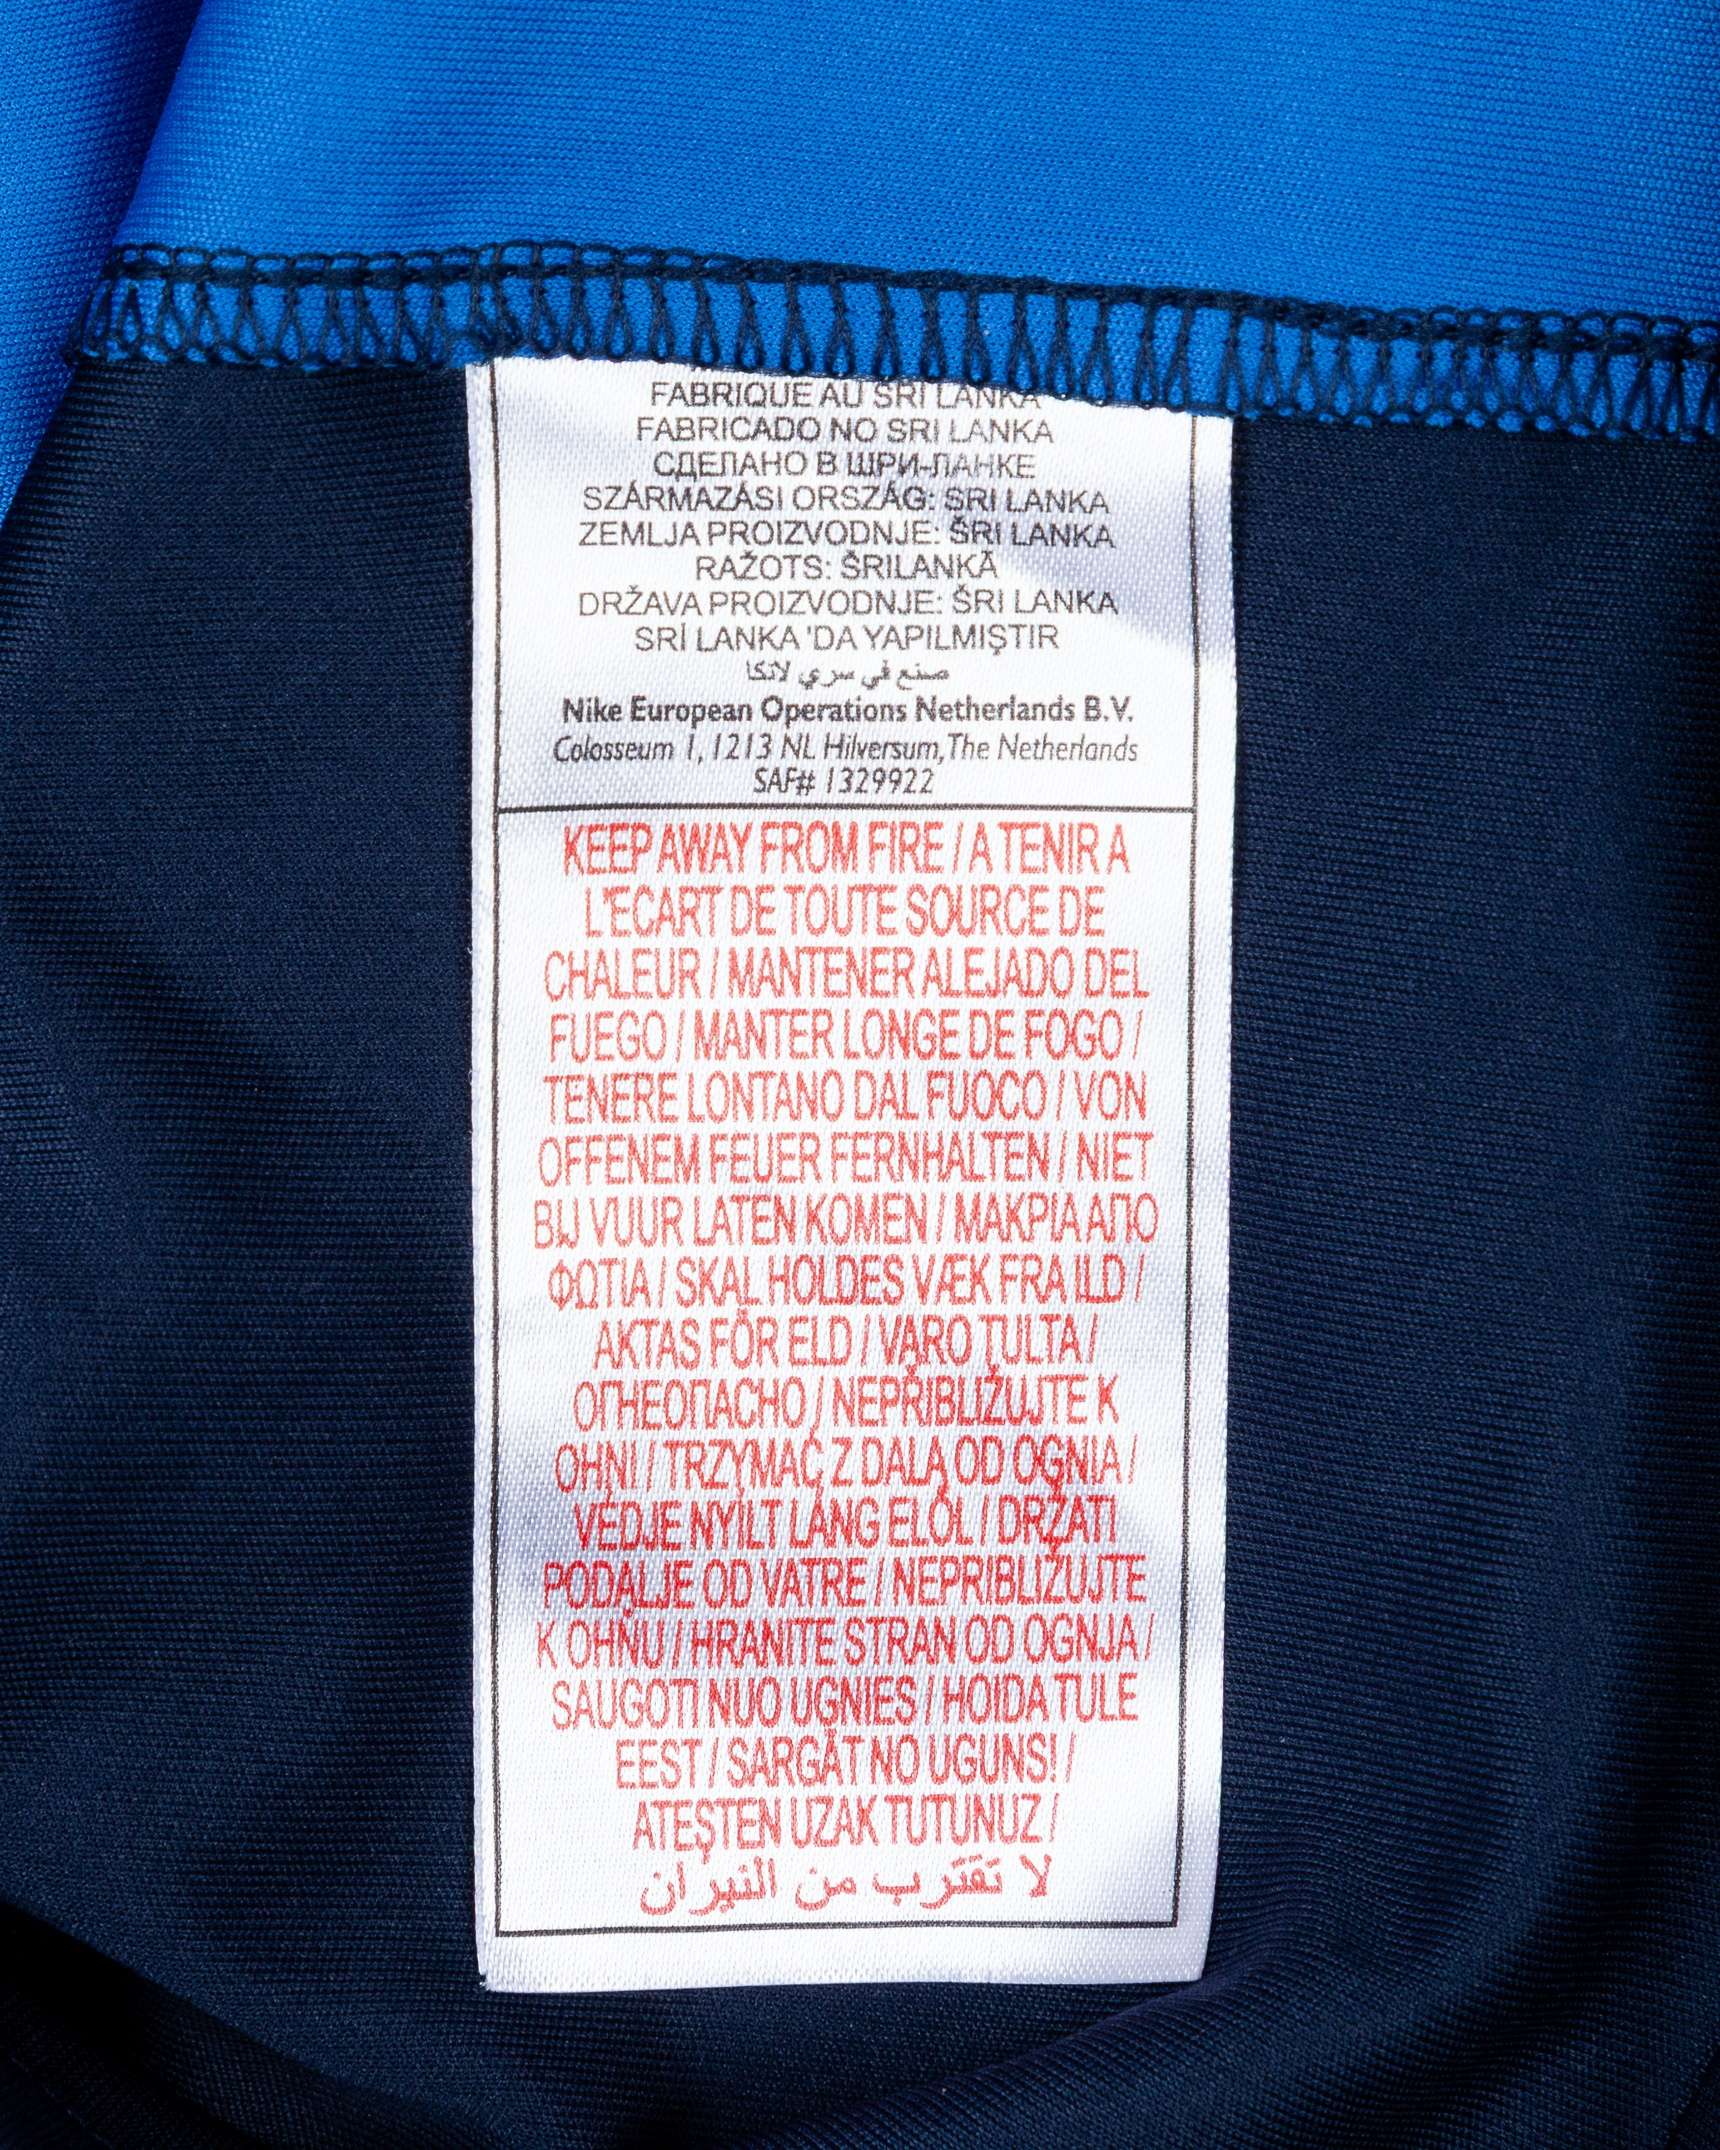 FABRIQUE AU SRI LANKA
FABRICADO NO SRI LANKA
СДЕЛАНО В ШРИ-ЛАНКЕ
SZÁRMAZÁSI ORSZÁG: SRI LANKA
ZEMLJA PROIZVODNJE: ŠRI LANKA
RAŽOTS: ŠRILANKĀ
DRŽAVA PROIZVODNJE: ŠRI LANKA
SRİ LANKA 'DA YAPILMIŞTIR
صنع في سري لانكا
Nike European Operations Netherlands B.V.
Colosseum 1, 1213 NL Hilversum, The Netherlands
SAF# 1329922
KEEP AWAY FROM FIRE / A TENIR A
L'ECART DE TOUTE SOURCE DE
CHALEUR / MANTENER ALEJADO DEL
FUEGO / MANTER LONGE DE FOGO /
TENERE LONTANO DAL FUOCO / VON
OFFENEM FEUER FERNHALTEN / NIET
BIJ VUUR LATEN KOMEN / ΜΑΚΡΙΑ ΑΠΟ
ΦΩΤΙΑ / SKAL HOLDES VÆK FRA ILD /
AKTAS FÖR ELD / VARO TULTA /
ОГНЕОПАСНО / NEPŘIBLIŽUJTE K
OHNI / TRZYMAĆ Z DALA OD OGNIA /
VÉDJE NYÍLT LÁNG ELŐL / DRŽATI
PODALJE OD VATRE / NEPRIBLIŽUJTE
K OHŇU / HRANITE STRAN OD OGNJA /
SAUGOTI NUO UGNIES / HOIDA TULE
EEST / SARGĀT NO UGUNS! /
ATEŞTEN UZAK TUTUNUZ /
لا تقترب من النيران